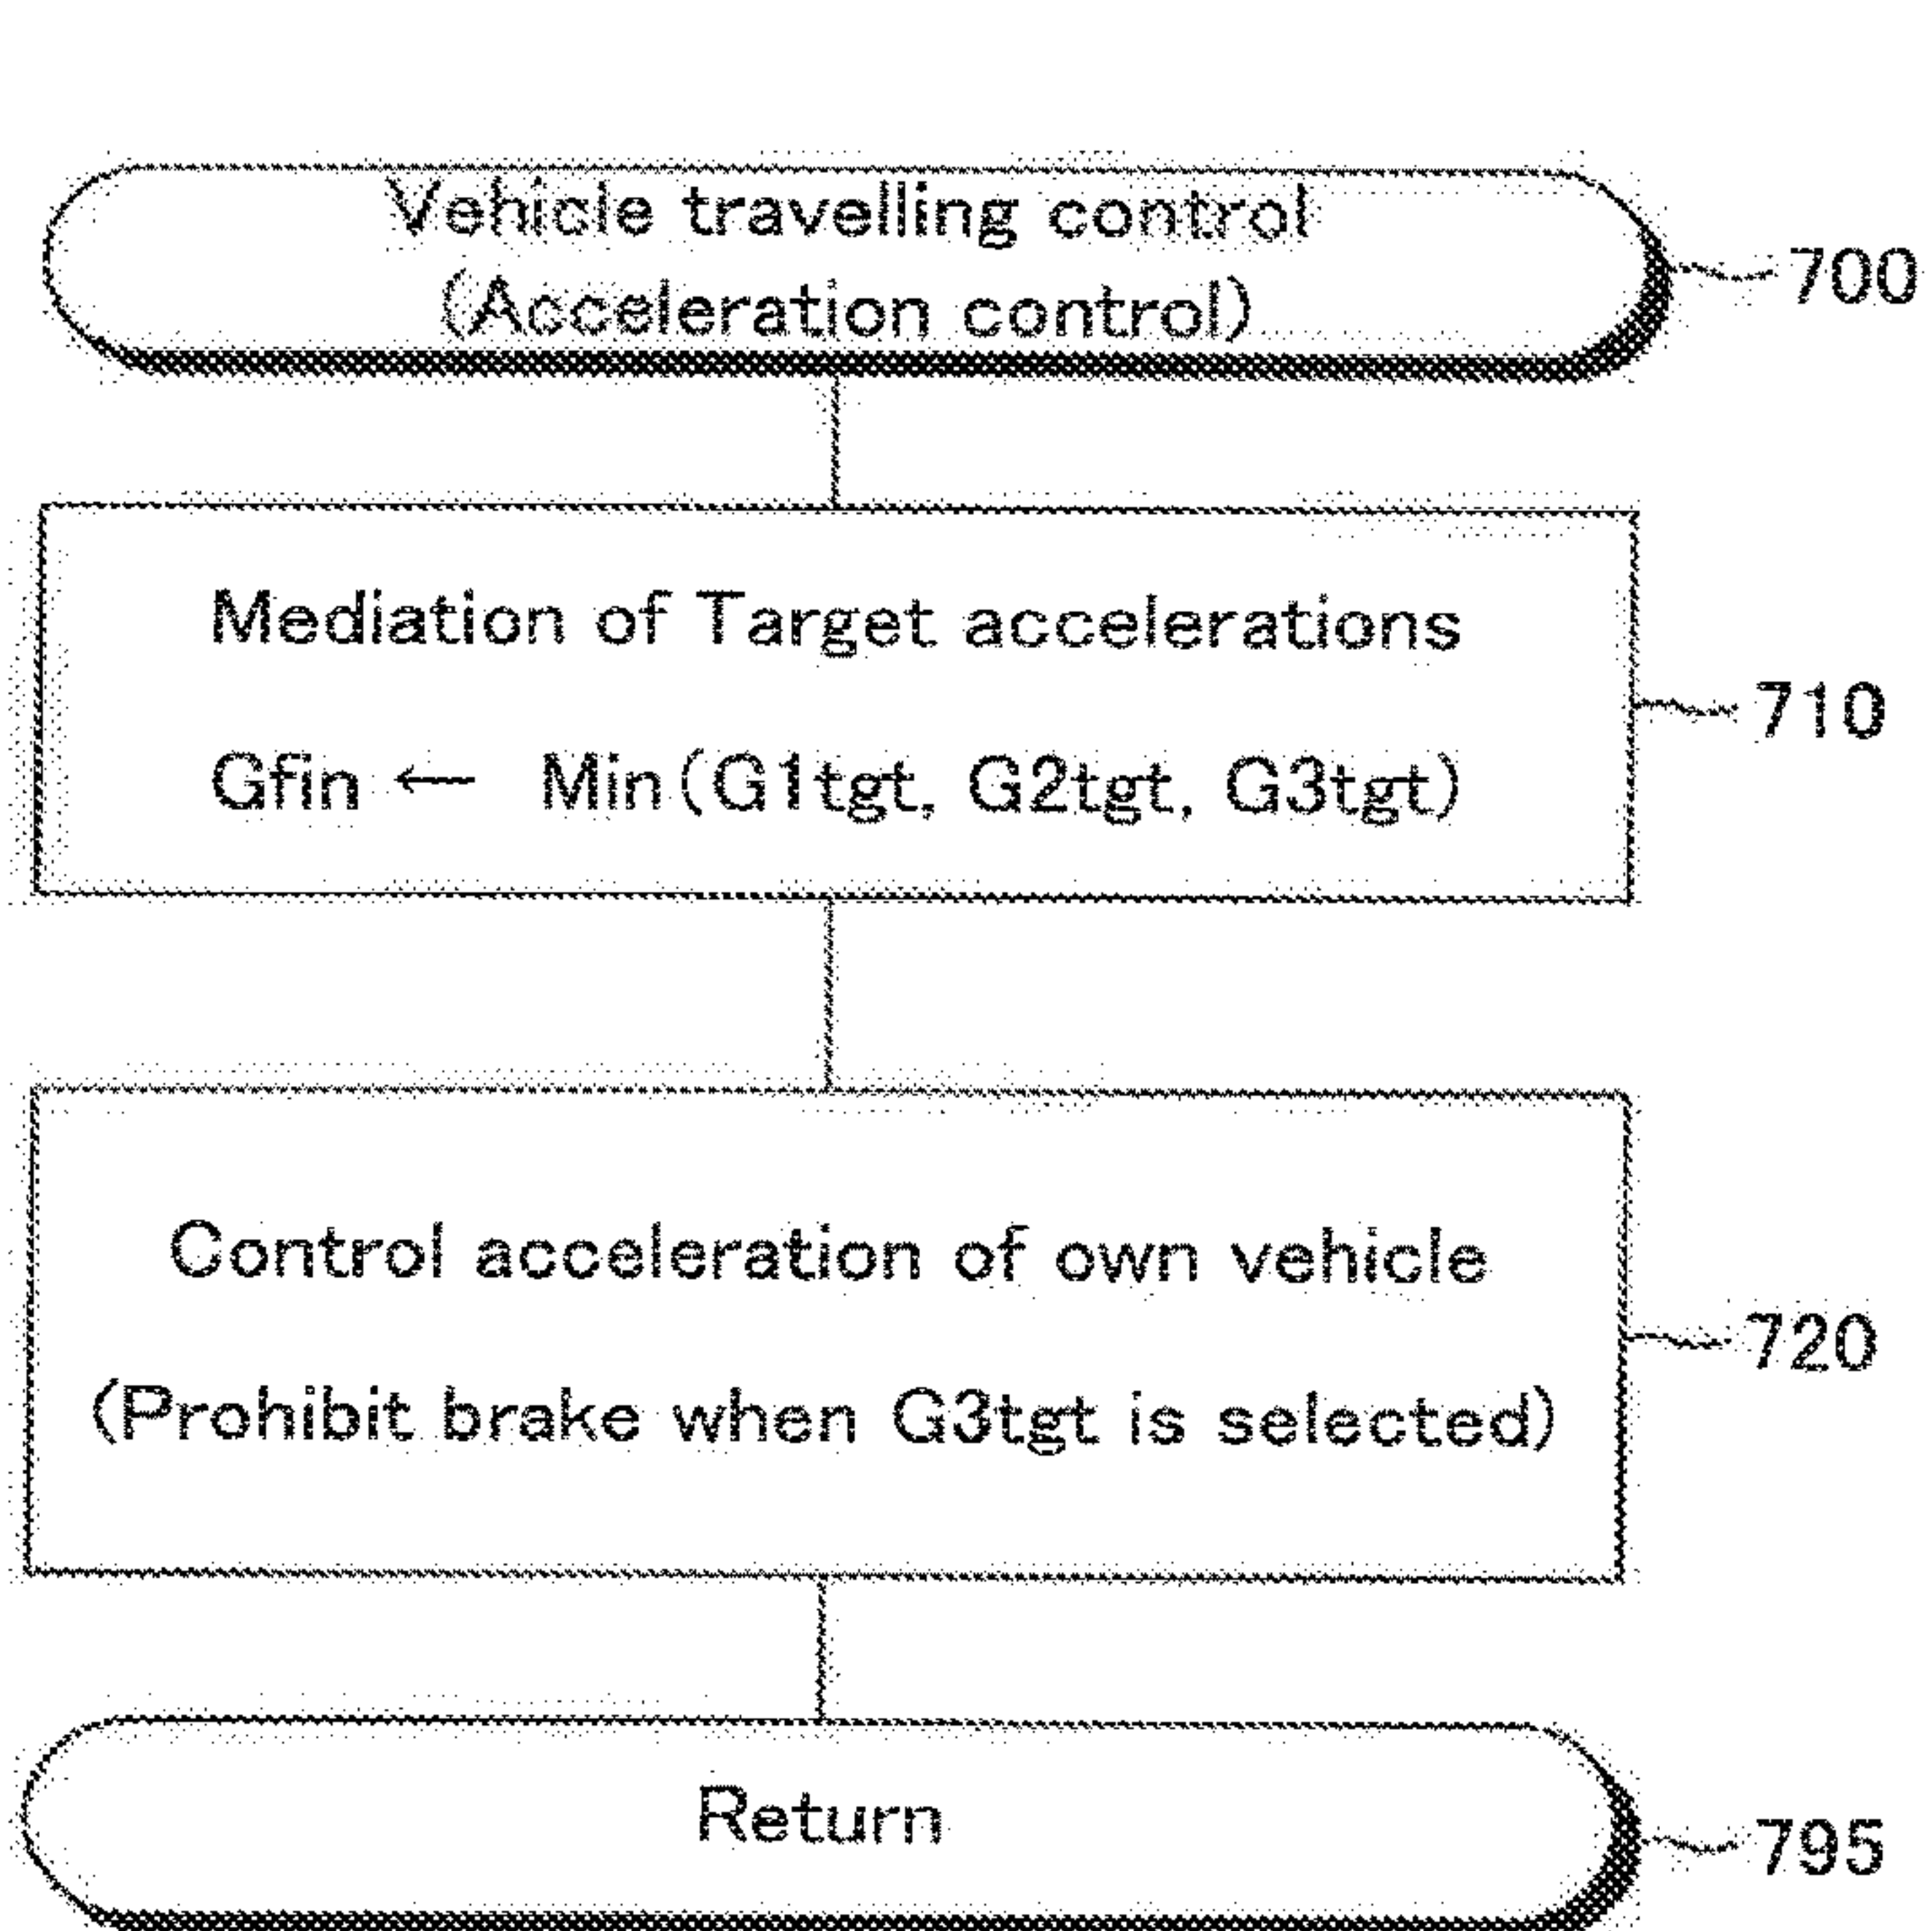 Vehicle travelling control
(Acceleration control)
700
Mediation of Target accelerations
Gfin ← Min(G1tgt, G2tgt, G3tgt)
710
Control acceleration of own vehicle
(Prohibit brake when G3tgt is selected)
720
Return
795